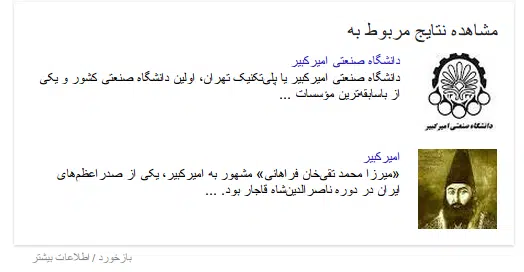 مشاهده نتایج مربوط به
دانشگاه صنعتی امیرکبیر
دانشگاه صنعتی امیرکبیر یا پلی‌تکنیک تهران، اولین دانشگاه صنعتی کشور و یکی
از باسابقه‌ترین مؤسسات ...
دانشگاه صنعتی امیرکبیر
امیرکبیر
«میرزا محمد تقی‌خان فراهانی» مشهور به امیرکبیر، یکی از صدراعظم‌های
ایران در دوره ناصرالدین‌شاه قاجار بود. ...
بازخورد / اطلاعات بیشتر